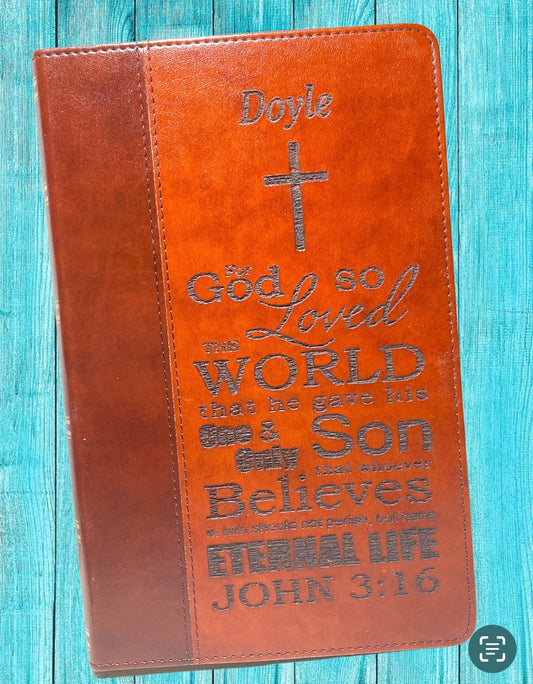 Doyle
For
God so
Loved
THE
WORLD
that he gave his
One &
Only Son
that whoever
Believes
in him should not perish, but have
ETERNAL LIFE
JOHN 3:16